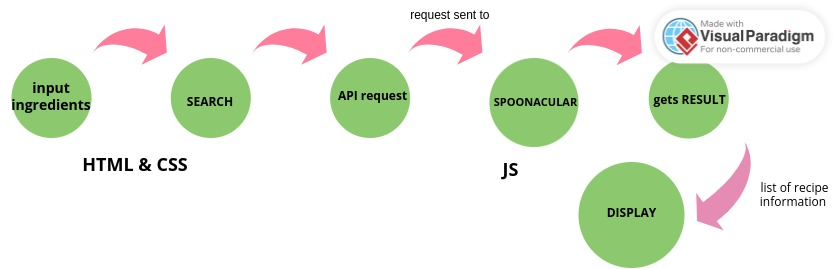 request sent to
Made with
Visual Paradigm
For non-commercial use
input
ingredients
SEARCH
API request
SPOONACULAR
gets RESULT
HTML & CSS
JS
list of recipe
information
DISPLAY